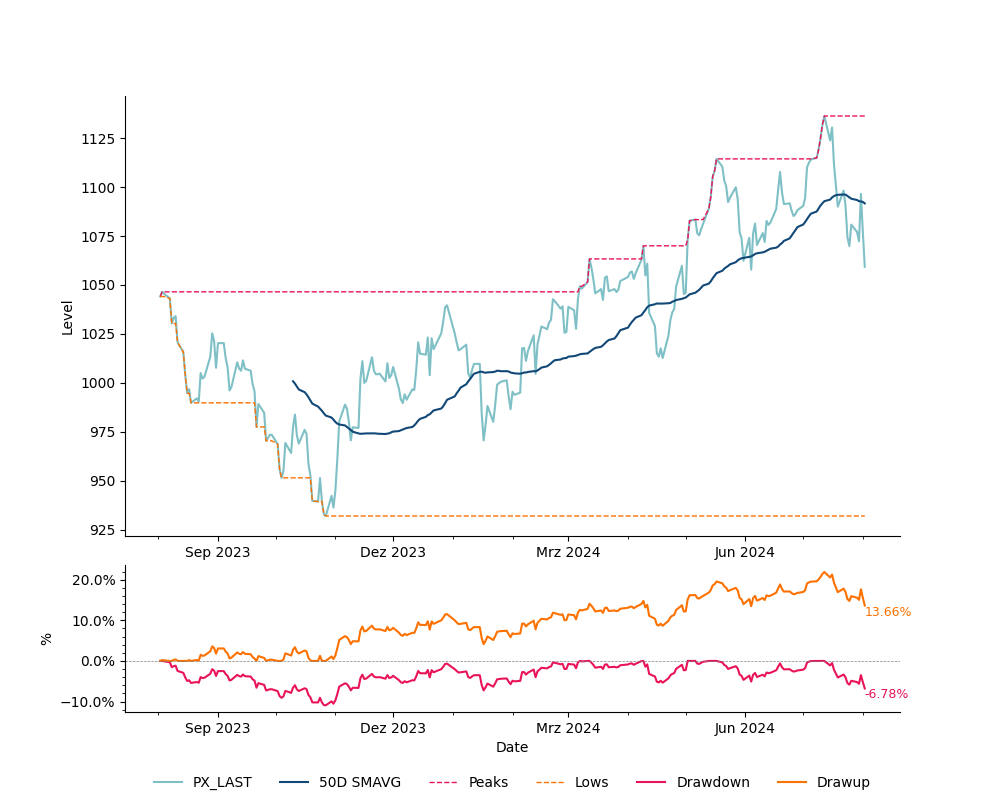 1125
1100
1075
1050
1025
1000
975
950
925
Level
Sep 2023
Dez 2023
Mrz 2024
Jun 2024
20.0%
10.0%
0.0%
−10.0%
%
13.66%
-6.78%
Sep 2023
Dez 2023
Mrz 2024
Jun 2024
Date
PX_LAST
50D SMAVG
Peaks
Lows
Drawdown
Drawup